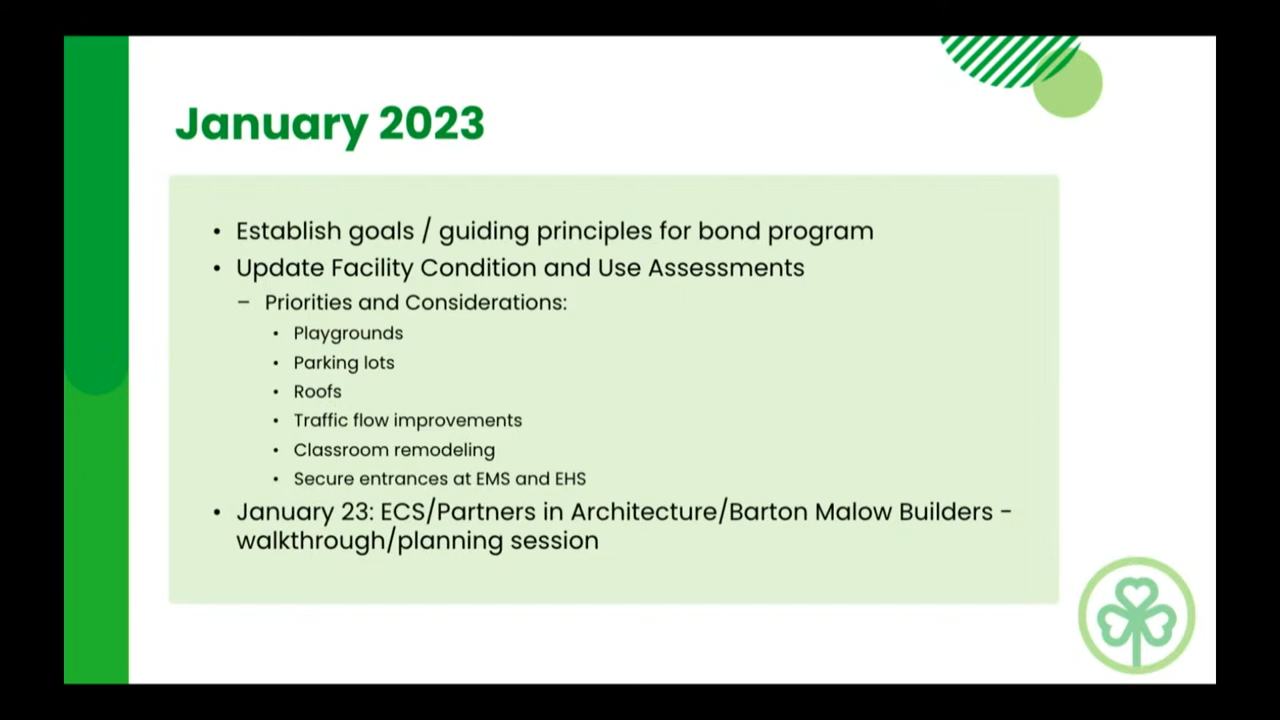 January 2023
• Establish goals / guiding principles for bond program
• Update Facility Condition and Use Assessments
– Priorities and Considerations:
• Playgrounds
• Parking lots
• Roofs
• Traffic flow improvements
• Classroom remodeling
• Secure entrances at EMS and EHS
• January 23: ECS/Partners in Architecture/Barton Malow Builders -
walkthrough/planning session